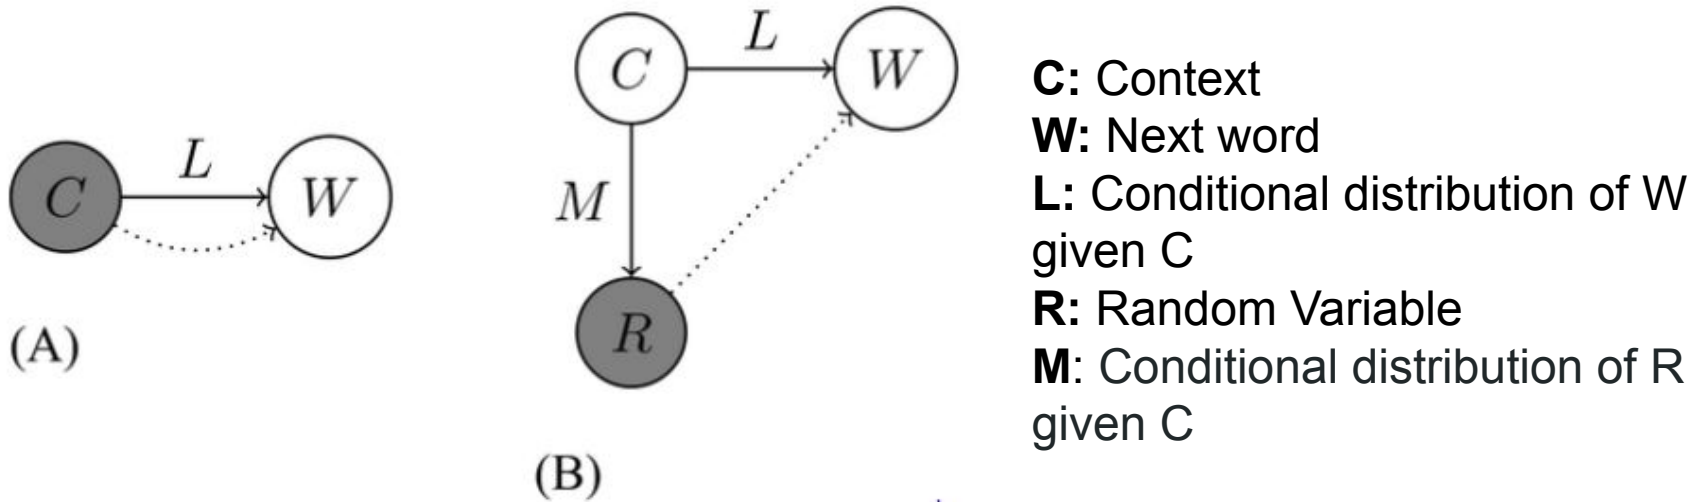 C
L
W
(A)
C
L
W
M
R
(B)
C: Context
W: Next word
L: Conditional distribution of W
given C
R: Random Variable
M: Conditional distribution of R
given C